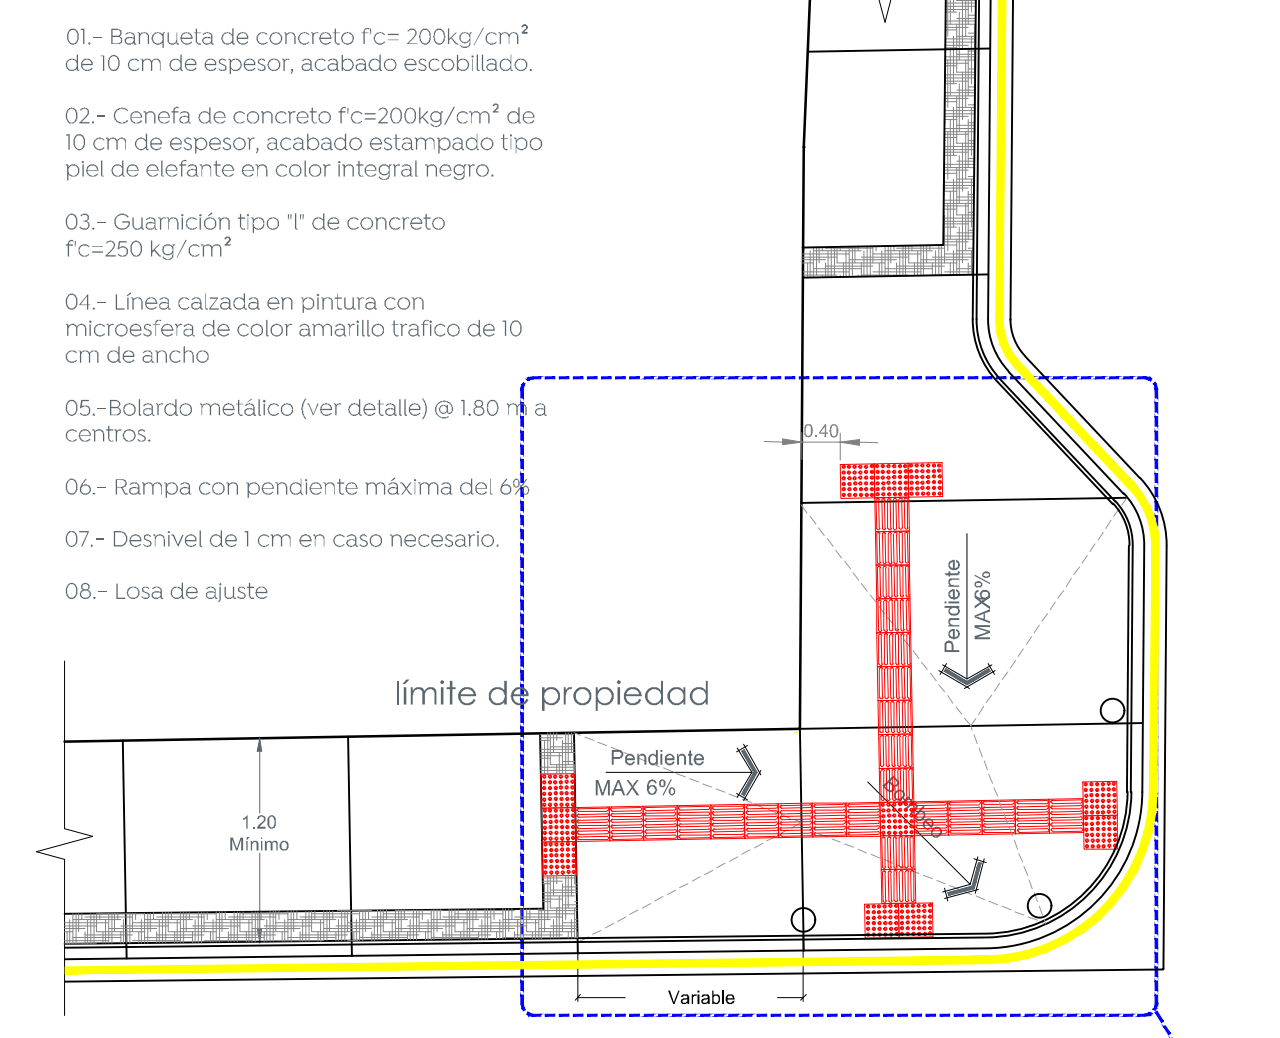 01.- Banqueta de concreto f'c= 200kg/cm²
de 10 cm de espesor, acabado escobillado.
02.- Cenefa de concreto f'c=200kg/cm² de
10 cm de espesor, acabado estampado tipo
piel de elefante en color integral negro.
03.- Guarnición tipo "I" de concreto
f'c=250 kg/cm²
04.- Línea calzada en pintura con
microesfera de color amarillo trafico de 10
cm de ancho
05.-Bolardo metálico (ver detalle) @ 1.80 m a
centros.
06.- Rampa con pendiente máxima del 6%
07.- Desnivel de 1 cm en caso necesario.
08.- Losa de ajuste
0.40
Pendiente
MAX6%
límite de propiedad
Pendiente
MAX 6%
Bombeo
1.20
Mínimo
Variable